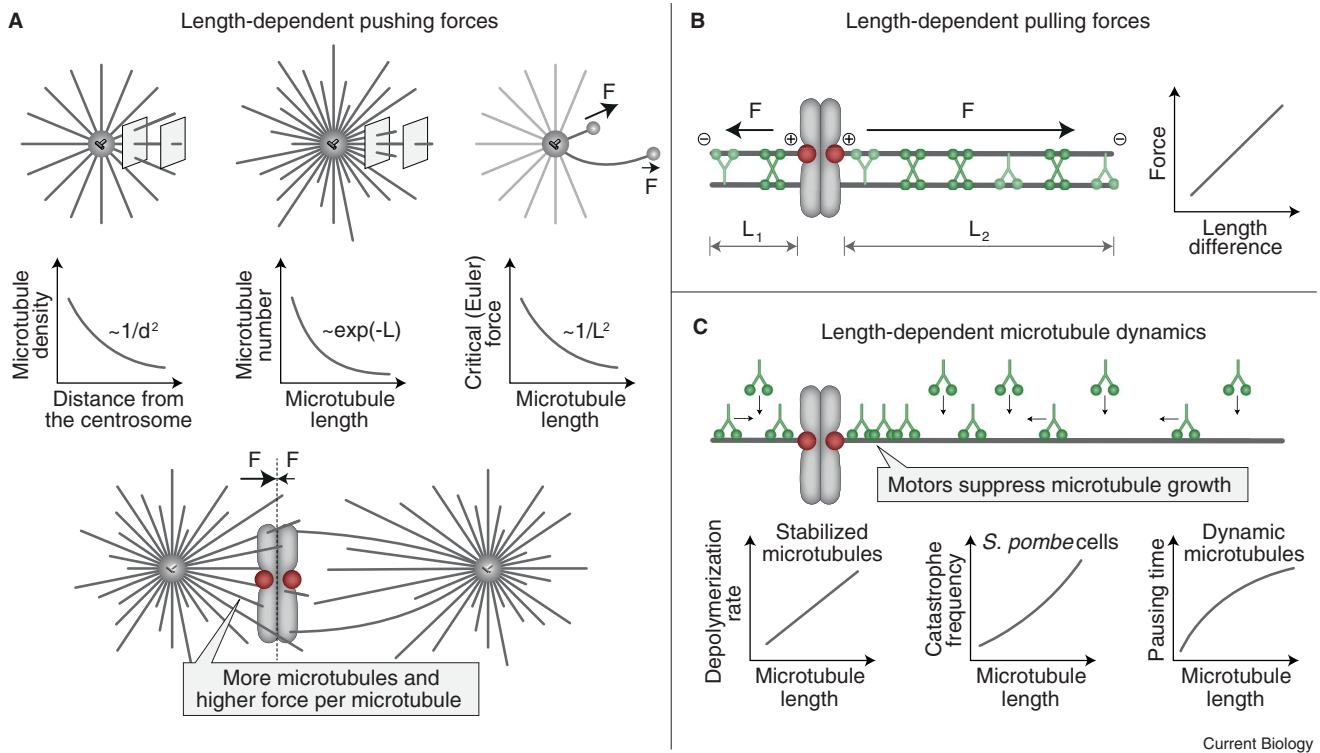 A
Length-dependent pushing forces
F
F
Microtubule
density
~1/d²
Distance from
the centrosome
Microtubule
number
~exp(-L)
Microtubule
length
Critical (Euler)
force
~1/L²
Microtubule
length
F
F
More microtubules and
higher force per microtubule
B
Length-dependent pulling forces
F
F
⊖
⊕
⊕
⊖
L₁
L₂
Force
Length
difference
C
Length-dependent microtubule dynamics
Motors suppress microtubule growth
Depolymerization
rate
Stabilized
microtubules
Microtubule
length
Catastrophe
frequency
S. pombe cells
Microtubule
length
Pausing time
Dynamic
microtubules
Microtubule
length
Current Biology